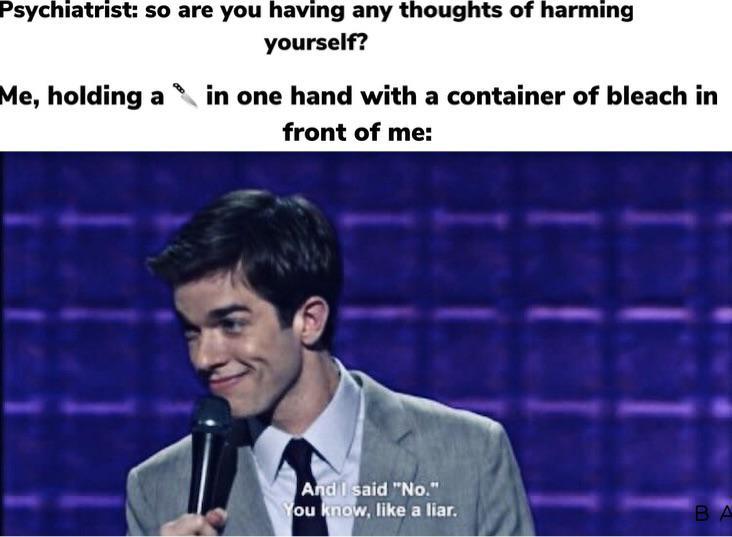 Psychiatrist: so are you having any thoughts of harming
yourself?
Me, holding a 🔪 in one hand with a container of bleach in
front of me:
And I said "No."
You know, like a liar.
B A